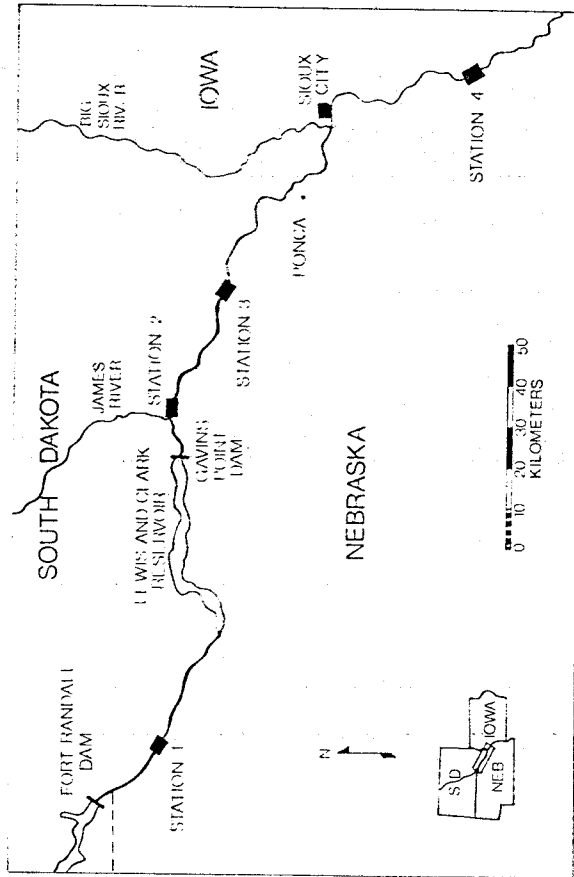 SOUTH DAKOTA
IOWA
NEBRASKA
BIG
SIOUX
RIV. R
JAMES
RIVER
FORT RANDALL
DAM
LEWIS AND CLARK
RESERVOIR
GAVINS
POINT
DAM
STATION 1
STATION 2
STATION 3
STATION 4
PONCA
SIOUX
CITY
N
S D
NEB
IOWA
0 10 20 30 40 50
KILOMETERS